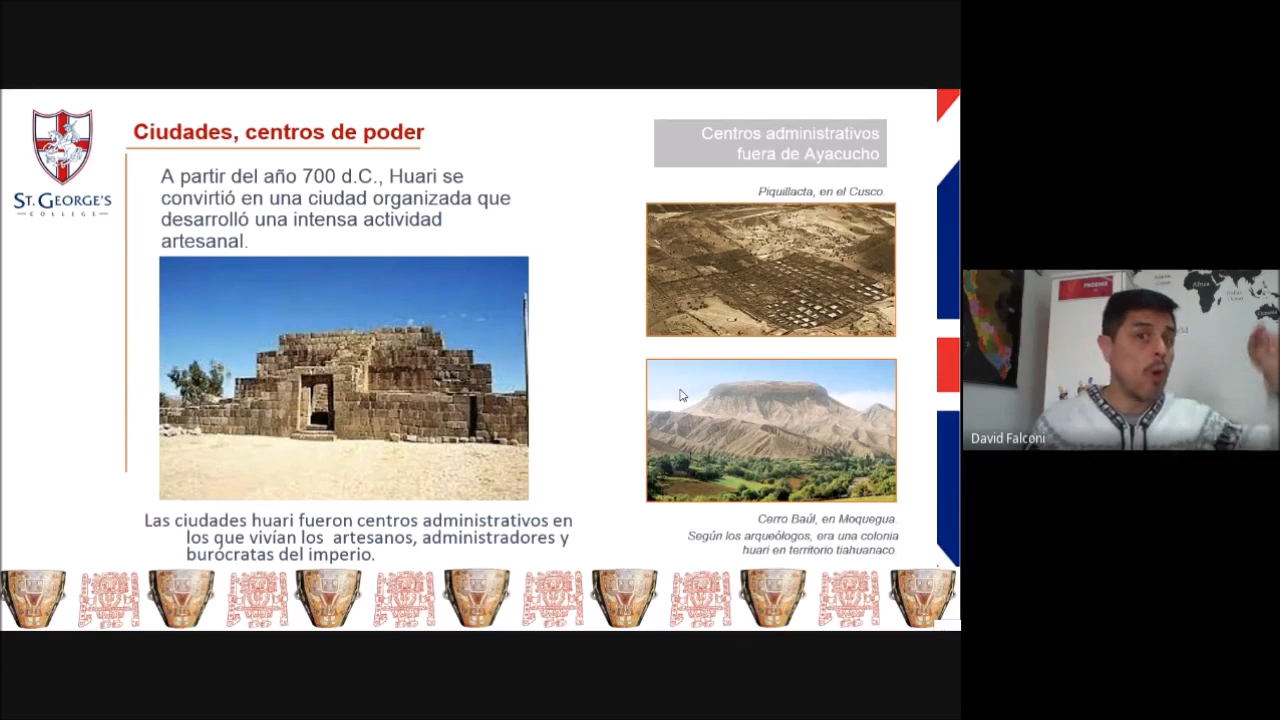 ST. GEORGE'S
COLLEGE
Ciudades, centros de poder
A partir del año 700 d.C., Huari se
convirtió en una ciudad organizada que
desarrolló una intensa actividad
artesanal.
Las ciudades huari fueron centros administrativos en
los que vivían los artesanos, administradores y
burócratas del imperio.
Centros administrativos
fuera de Ayacucho
Piquillacta, en el Cusco.
Cerro Baúl, en Moquegua.
Según los arqueólogos, era una colonia
huari en territorio tiahuanaco.
PHOENIX
Africa
David Falconi